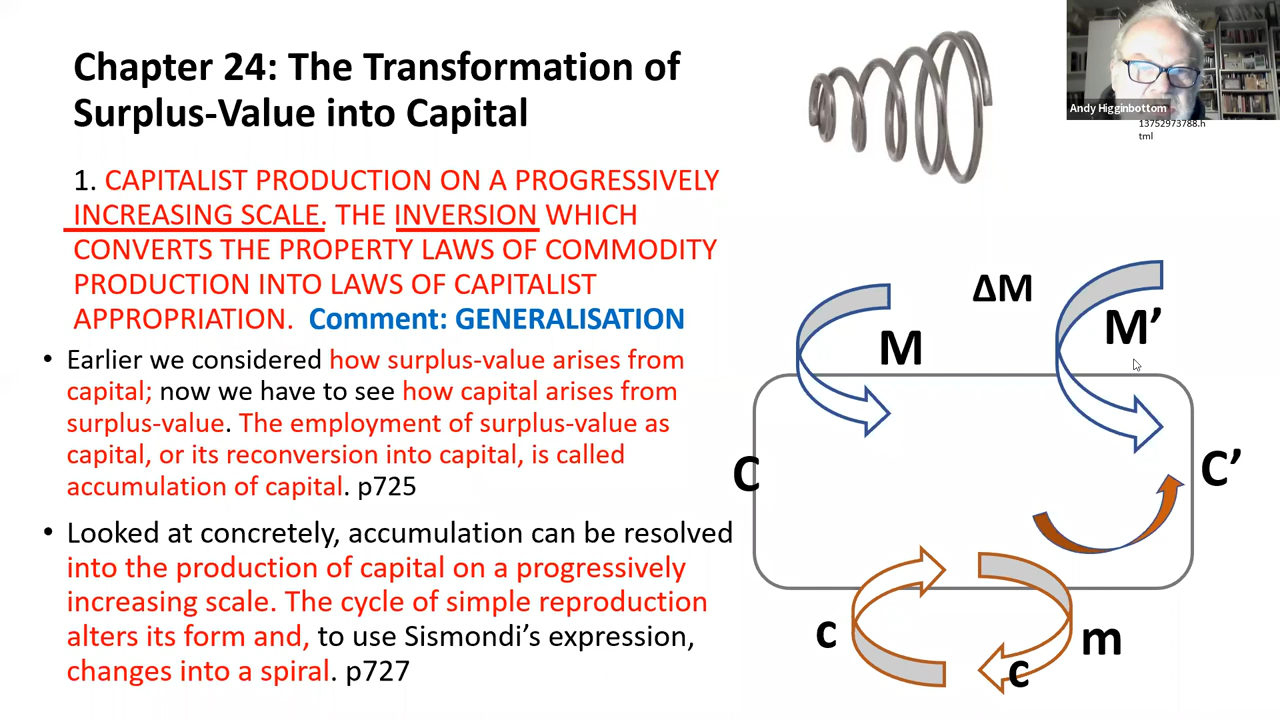 Chapter 24: The Transformation of
Surplus-Value into Capital
1. CAPITALIST PRODUCTION ON A PROGRESSIVELY
INCREASING SCALE. THE INVERSION WHICH
CONVERTS THE PROPERTY LAWS OF COMMODITY
PRODUCTION INTO LAWS OF CAPITALIST
APPROPRIATION. Comment: GENERALISATION
• Earlier we considered how surplus-value arises from
capital; now we have to see how capital arises from
surplus-value. The employment of surplus-value as
capital, or its reconversion into capital, is called
accumulation of capital. p725
• Looked at concretely, accumulation can be resolved
into the production of capital on a progressively
increasing scale. The cycle of simple reproduction
alters its form and, to use Sismondi’s expression,
changes into a spiral. p727
Andy Higginbottom
13752973788.h
tml
ΔM
M
M’
C
C’
c
c
m